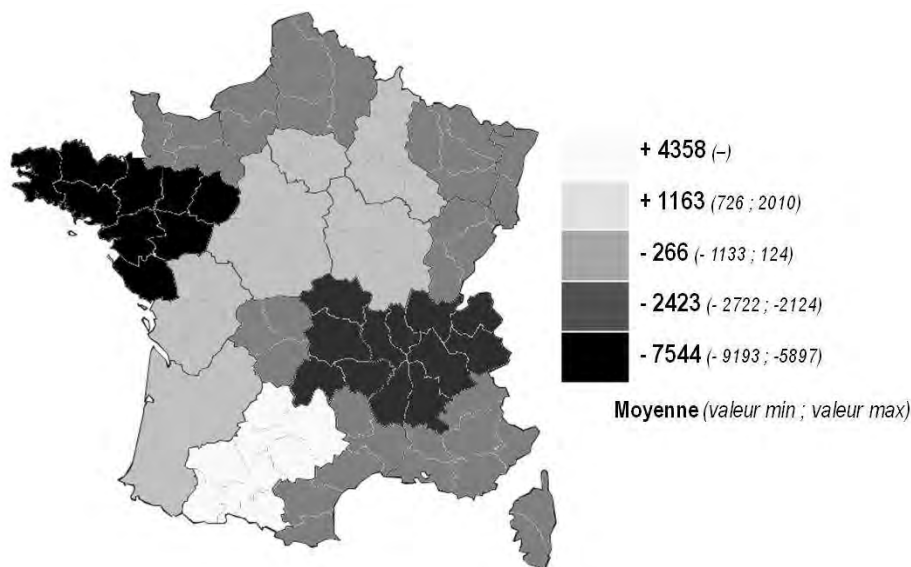 + 4358 (–)
+ 1163 (726 ; 2010)
- 266 (- 1133 ; 124)
- 2423 (- 2722 ; -2124)
- 7544 (- 9193 ; -5897)
Moyenne (valeur min ; valeur max)